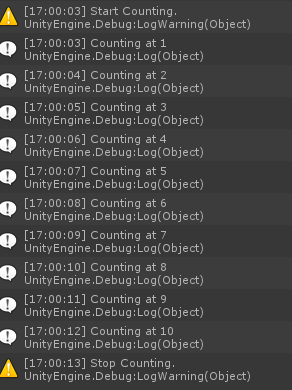 [17:00:03] Start Counting.
UnityEngine.Debug:LogWarning(Object)
[17:00:03] Counting at 1
UnityEngine.Debug:Log(Object)
[17:00:04] Counting at 2
UnityEngine.Debug:Log(Object)
[17:00:05] Counting at 3
UnityEngine.Debug:Log(Object)
[17:00:06] Counting at 4
UnityEngine.Debug:Log(Object)
[17:00:07] Counting at 5
UnityEngine.Debug:Log(Object)
[17:00:08] Counting at 6
UnityEngine.Debug:Log(Object)
[17:00:09] Counting at 7
UnityEngine.Debug:Log(Object)
[17:00:10] Counting at 8
UnityEngine.Debug:Log(Object)
[17:00:11] Counting at 9
UnityEngine.Debug:Log(Object)
[17:00:12] Counting at 10
UnityEngine.Debug:Log(Object)
[17:00:13] Stop Counting.
UnityEngine.Debug:LogWarning(Object)